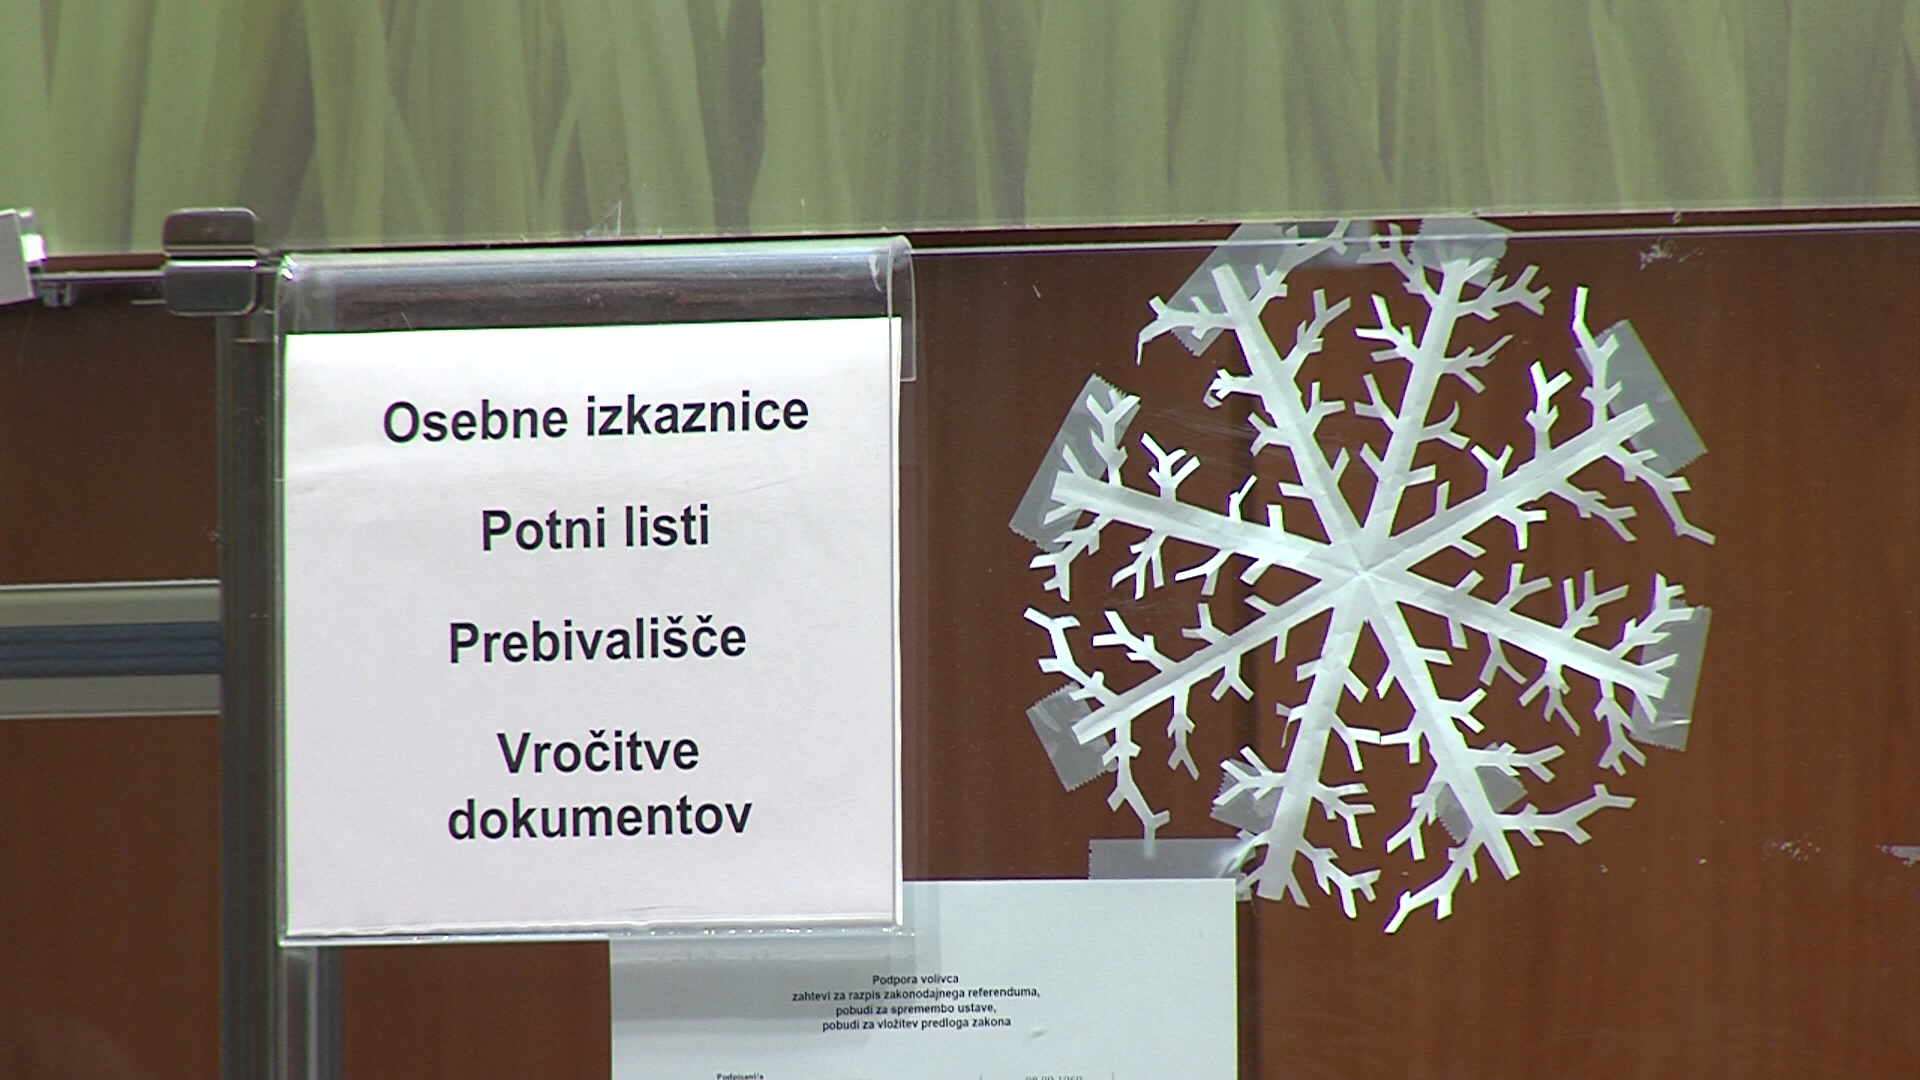 Osebne izkaznice
Potni listi
Prebivališče
Vročitve
dokumentov
Podpora volivca
zahtevi za razpis zakonodajnega referenduma,
pobudi za spremembo ustave,
pobudi za vložitev predloga zakona
Podpisani/a